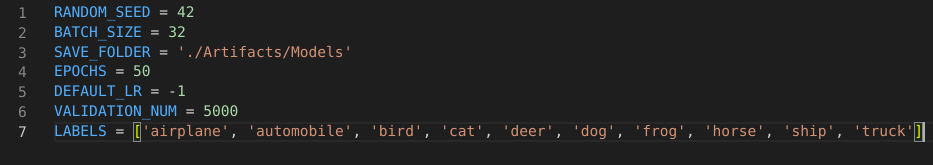 1 RANDOM_SEED = 42
2 BATCH_SIZE = 32
3 SAVE_FOLDER = './Artifacts/Models'
4 EPOCHS = 50
5 DEFAULT_LR = -1
6 VALIDATION_NUM = 5000
7 LABELS = ['airplane', 'automobile', 'bird', 'cat', 'deer', 'dog', 'frog', 'horse', 'ship', 'truck']